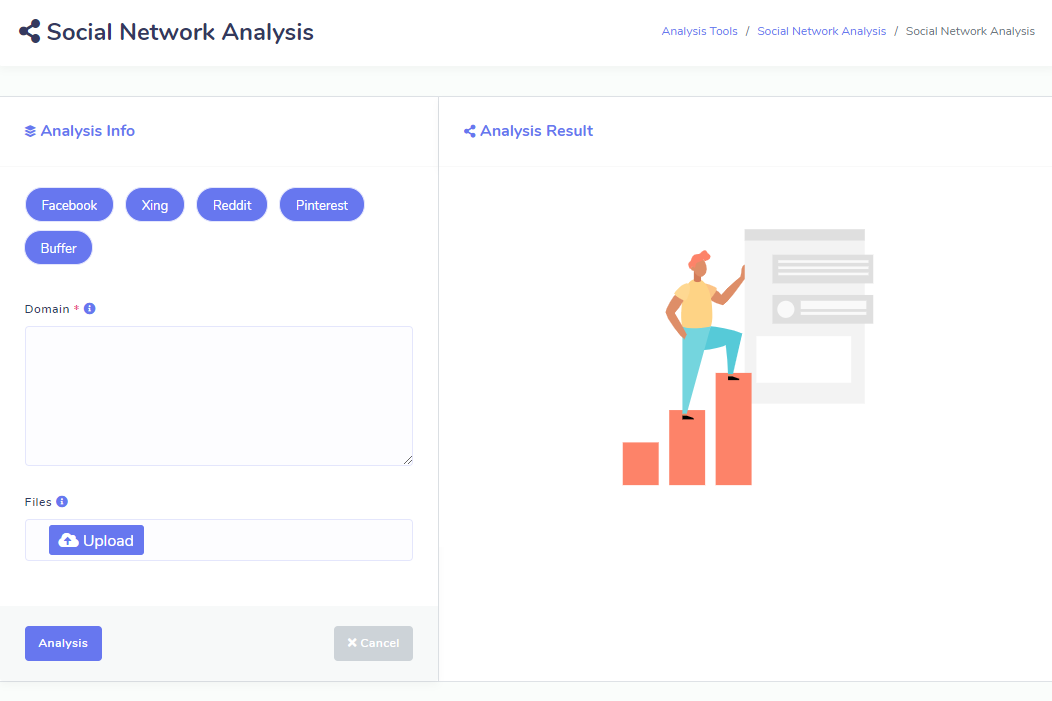 Social Network Analysis
Analysis Tools / Social Network Analysis / Social Network Analysis
Analysis Info
Analysis Result
Facebook Xing Reddit Pinterest
Buffer
Domain *
Files
Upload
Analysis
Cancel